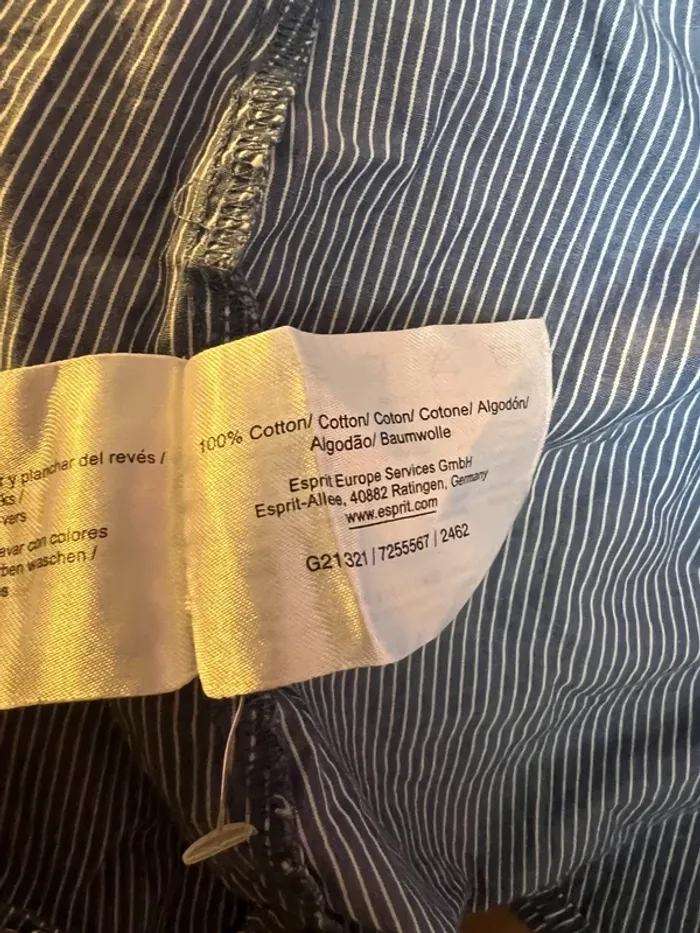 y planchar del revés /
ks /
vers
avar con colores
ben waschen /
s
100% Cotton/ Cotton/ Coton/ Cotone/ Algodón/
Algodão/ Baumwolle
Esprit Europe Services GmbH
Esprit-Allee, 40882 Ratingen, Germany
www.esprit.com
G21321 | 7255567 | 2462